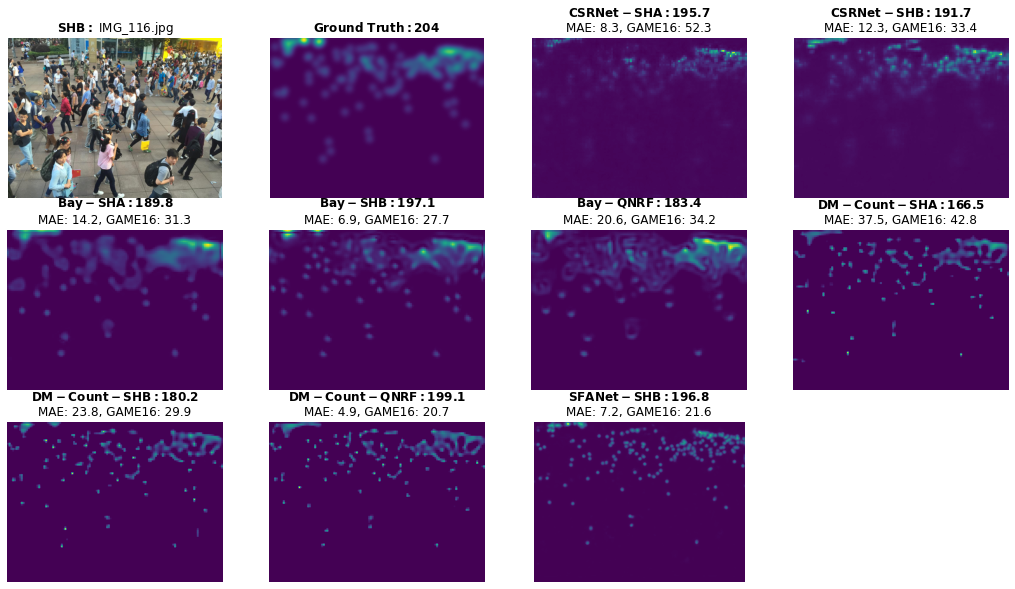 SHB: IMG_116.jpg
Ground Truth: 204
CSRNet − SHA: 195.7
MAE: 8.3, GAME16: 52.3
CSRNet − SHB: 191.7
MAE: 12.3, GAME16: 33.4
Bay − SHA: 189.8
MAE: 14.2, GAME16: 31.3
Bay − SHB: 197.1
MAE: 6.9, GAME16: 27.7
Bay − QNRF: 183.4
MAE: 20.6, GAME16: 34.2
DM − Count − SHA: 166.5
MAE: 37.5, GAME16: 42.8
DM − Count − SHB: 180.2
MAE: 23.8, GAME16: 29.9
DM − Count − QNRF: 199.1
MAE: 4.9, GAME16: 20.7
SFANet − SHB: 196.8
MAE: 7.2, GAME16: 21.6